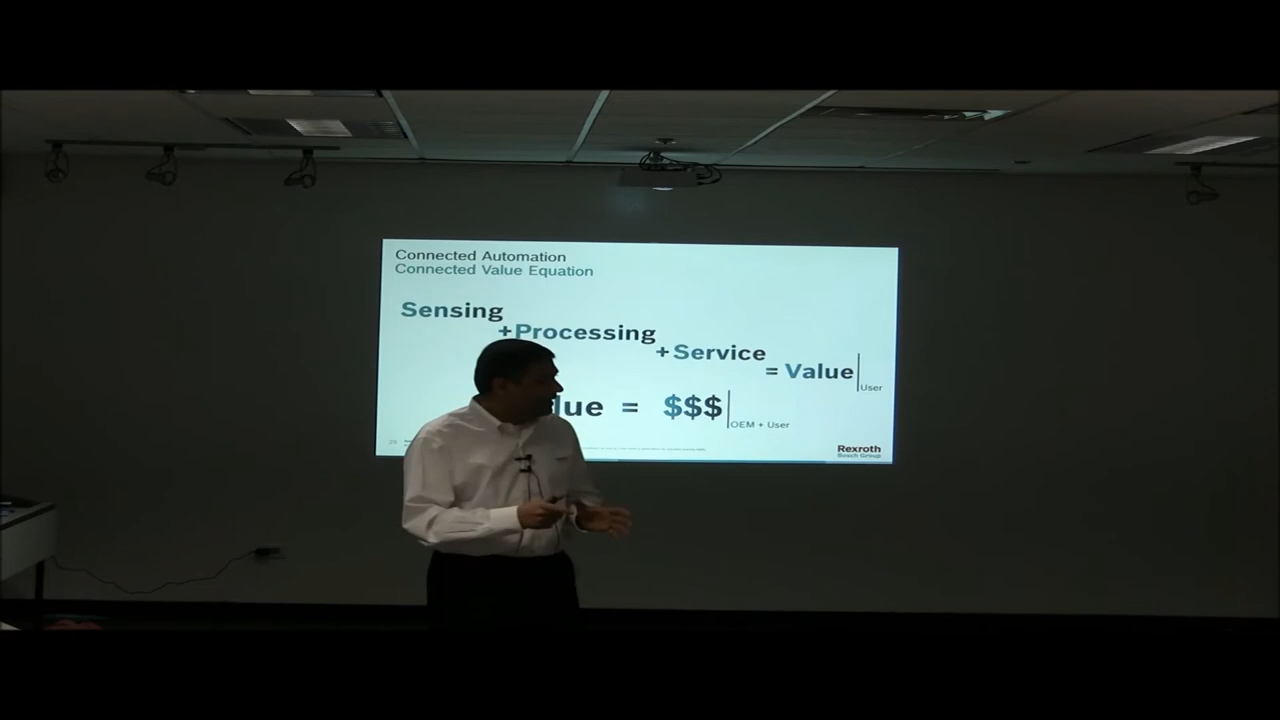 Connected Automation
Connected Value Equation
Sensing
+Processing
+Service
= Value
User
lue = $$$
OEM + User
Rexroth
Bosch Group